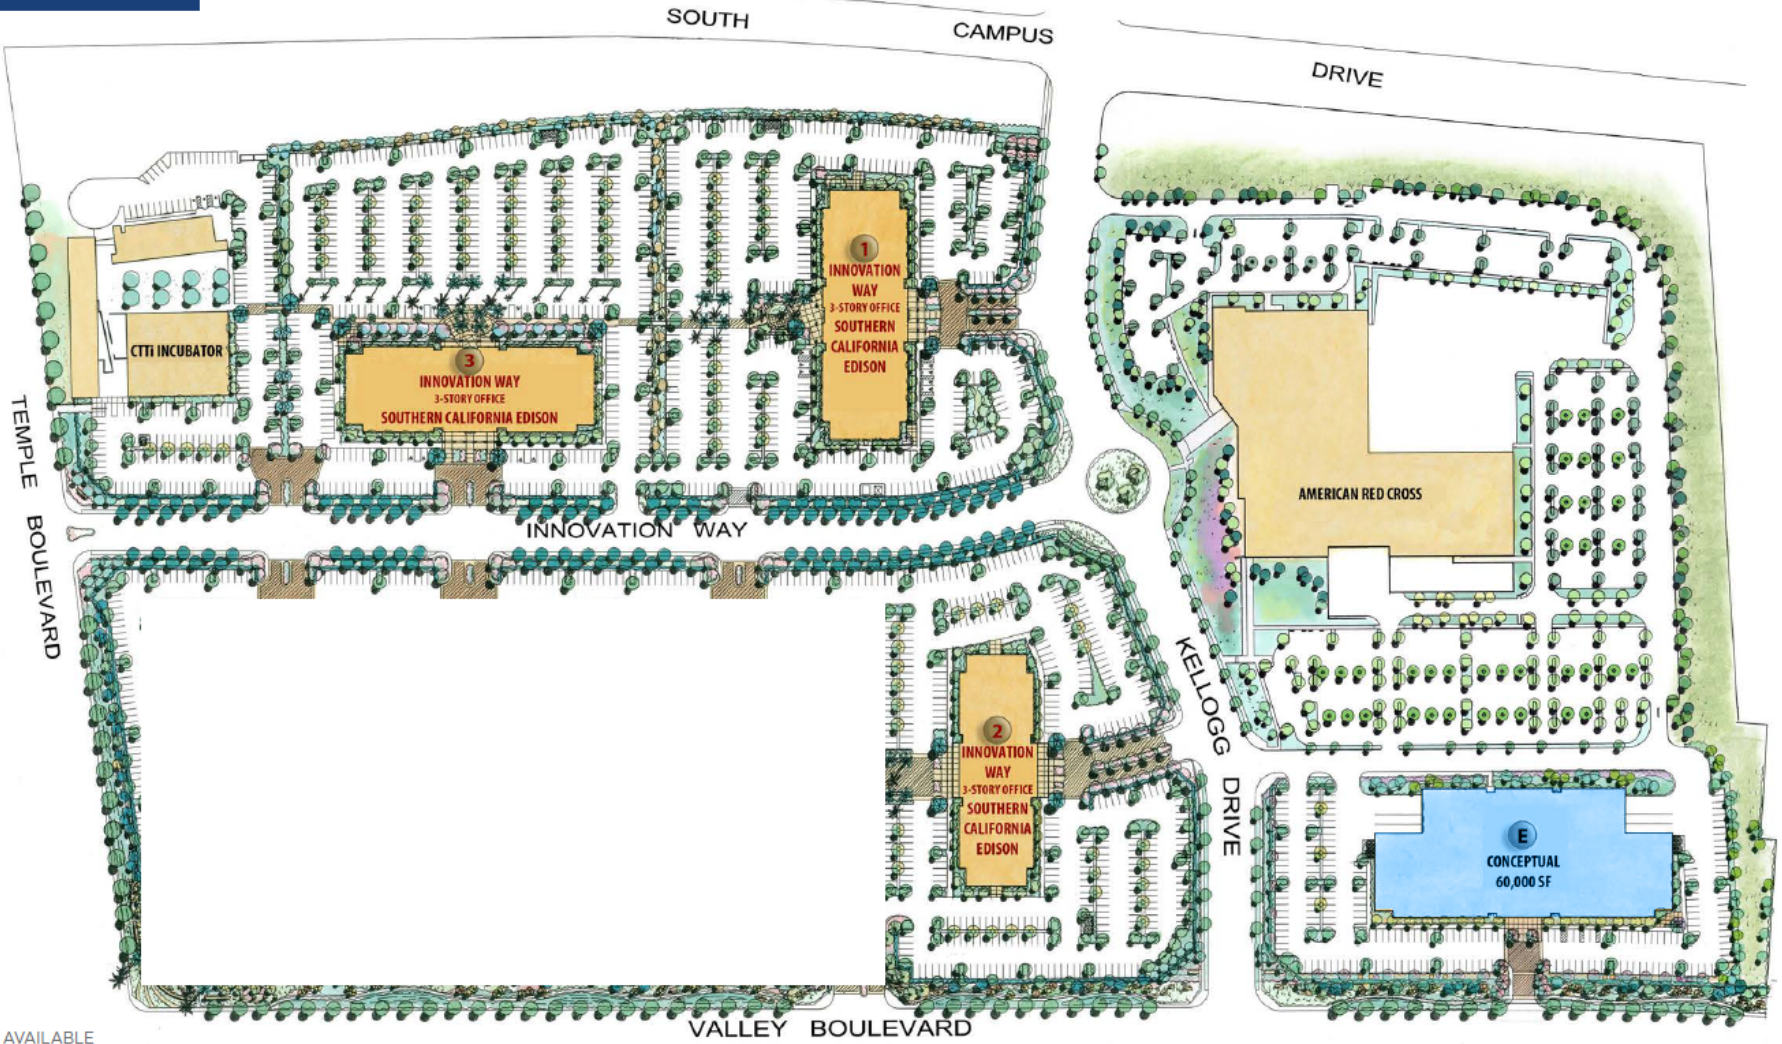 SOUTH CAMPUS DRIVE
1
INNOVATION
WAY
3-STORY OFFICE
SOUTHERN
CALIFORNIA
EDISON
CTTi INCUBATOR
3
INNOVATION WAY
3-STORY OFFICE
SOUTHERN CALIFORNIA EDISON
TEMPLE BOULEVARD
AMERICAN RED CROSS
INNOVATION WAY
KELLOGG DRIVE
2
INNOVATION
WAY
3-STORY OFFICE
SOUTHERN
CALIFORNIA
EDISON
E
CONCEPTUAL
60,000 SF
VALLEY BOULEVARD
AVAILABLE